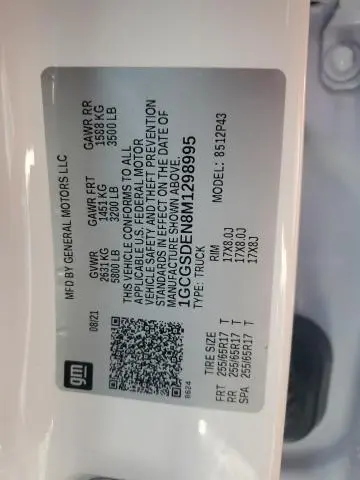 gm
MFD BY GENERAL MOTORS LLC
08/21
GVWR
2631 KG
5800 LB
GAWR FRT
1451 KG
3200 LB
GAWR RR
1588 KG
3500 LB
THIS VEHICLE CONFORMS TO ALL
APPLICABLE U.S. FEDERAL MOTOR
VEHICLE SAFETY AND THEFT PREVENTION
STANDARDS IN EFFECT ON THE DATE OF
MANUFACTURE SHOWN ABOVE.
1GCGSDEN8M1298995
TYPE: TRUCK
MODEL: 8512P43
8624
TIRE SIZE RIM
FRT 255/65R17 T 17X8.0J
RR 255/65R17 T 17X8.0J
SPA 255/65R17 T 17X8J